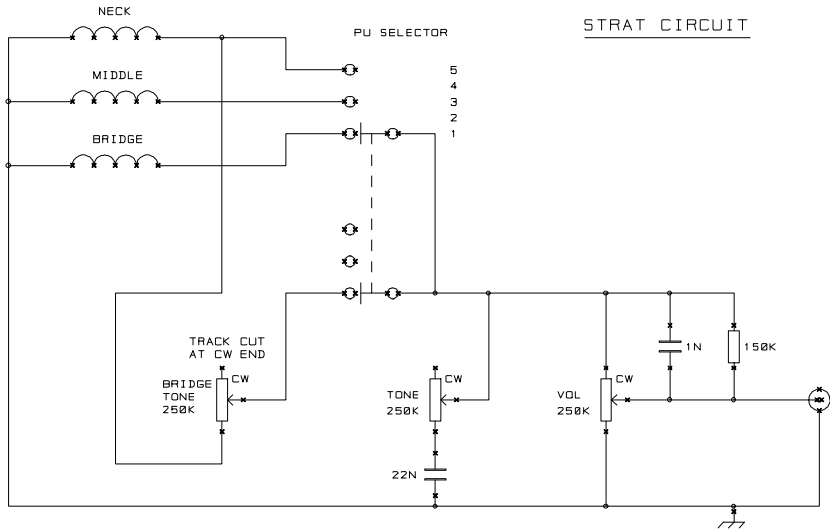 NECK
STRAT CIRCUIT
PU SELECTOR
5
MIDDLE
4
3
2
BRIDGE
1
TRACK CUT
AT CW END
1N
150K
CW
CW
CW
BRIDGE
TONE
250K
TONE
250K
VOL
250K
22N